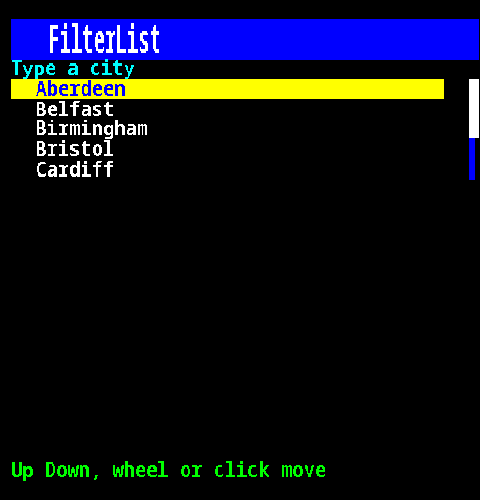 FilterList
Type a city
Aberdeen
Belfast
Birmingham
Bristol
Cardiff
Up Down, wheel or click move